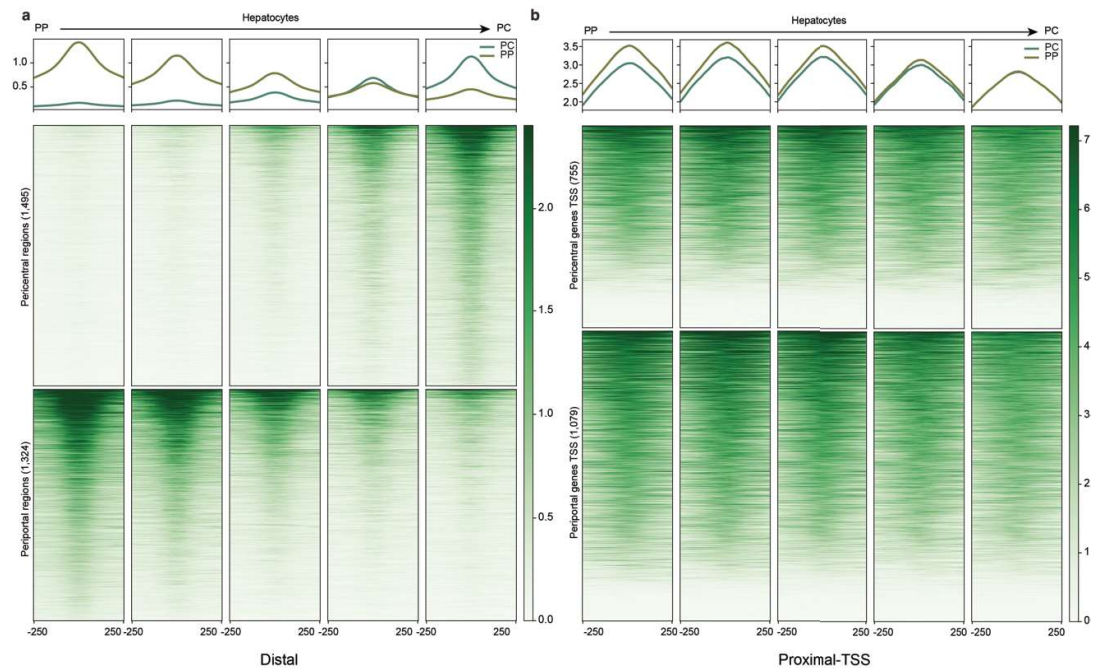 a
Hepatocytes
PP
PC
PC
PP
1.0
0.5
Pericentral regions (1,495)
Periportal regions (1,324)
2.0
1.5
1.0
0.5
0.0
-250 250 -250 250 -250 250 -250 250 -250 250
Distal
b
Hepatocytes
PP
PC
PC
PP
3.5
3.0
2.5
2.0
Pericentral genes TSS (755)
Periportal genes TSS (1,079)
7
6
5
4
3
2
1
0
-250 250 -250 250 -250 250 -250 250 -250 250
Proximal-TSS